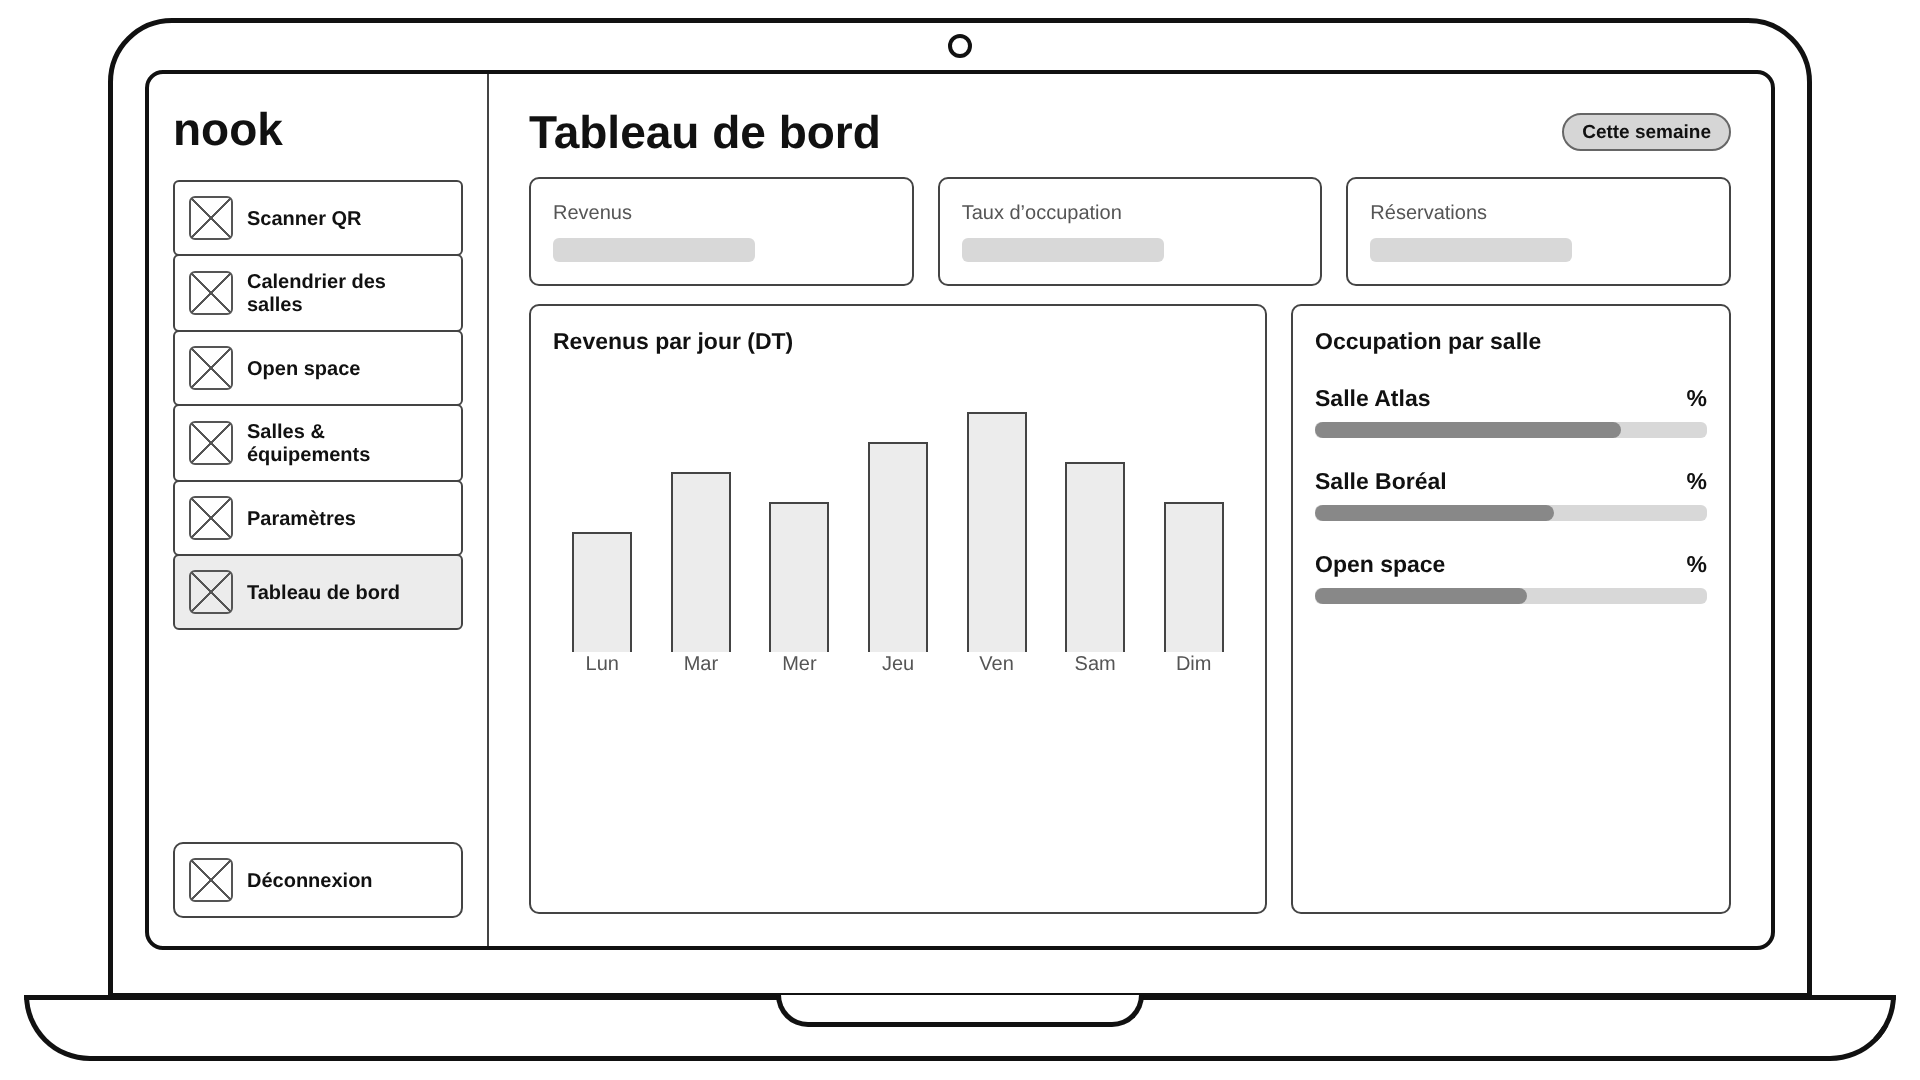 nook
Scanner QR
Calendrier des
salles
Open space
Salles &
équipements
Paramètres
Tableau de bord
Déconnexion
Tableau de bord
Cette semaine
Revenus
Taux d’occupation
Réservations
Revenus par jour (DT)
Lun
Mar
Mer
Jeu
Ven
Sam
Dim
Occupation par salle
Salle Atlas %
Salle Boréal %
Open space %